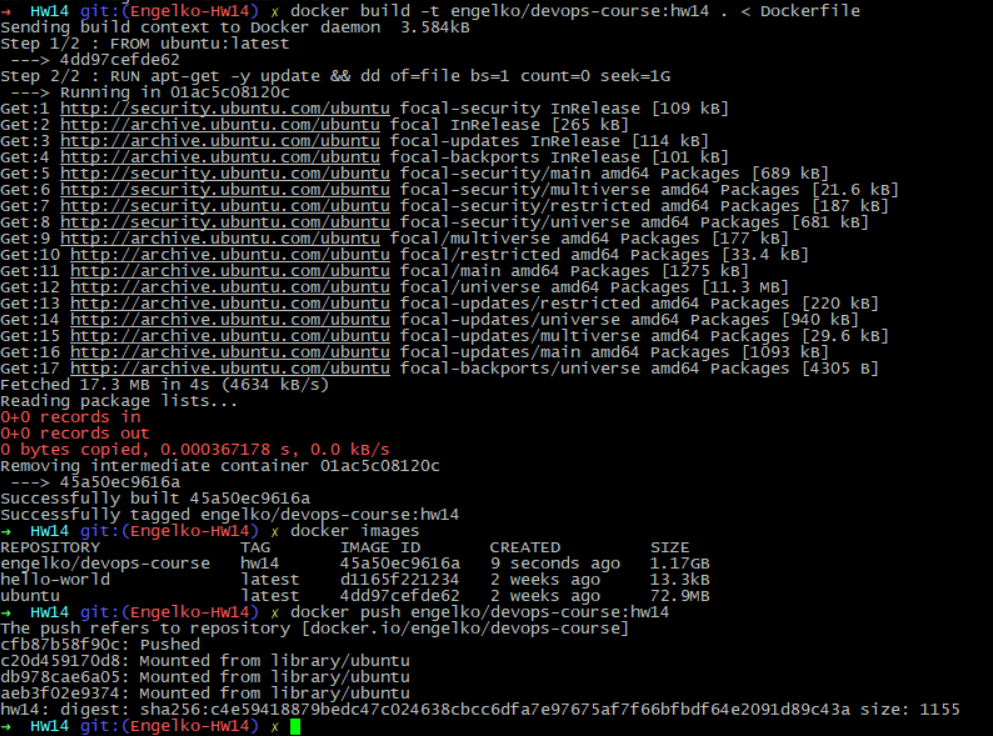 → HW14 git:(Engelko-HW14) ✗ docker build -t engelko/devops-course:hw14 . < Dockerfile
Sending build context to Docker daemon  3.584kB
Step 1/2 : FROM ubuntu:latest
 ---> 4dd97cefde62
Step 2/2 : RUN apt-get -y update && dd of=file bs=1 count=0 seek=1G
 ---> Running in 01ac5c08120c
Get:1 http://security.ubuntu.com/ubuntu focal-security InRelease [109 kB]
Get:2 http://archive.ubuntu.com/ubuntu focal InRelease [265 kB]
Get:3 http://archive.ubuntu.com/ubuntu focal-updates InRelease [114 kB]
Get:4 http://archive.ubuntu.com/ubuntu focal-backports InRelease [101 kB]
Get:5 http://security.ubuntu.com/ubuntu focal-security/main amd64 Packages [689 kB]
Get:6 http://security.ubuntu.com/ubuntu focal-security/multiverse amd64 Packages [21.6 kB]
Get:7 http://security.ubuntu.com/ubuntu focal-security/restricted amd64 Packages [187 kB]
Get:8 http://security.ubuntu.com/ubuntu focal-security/universe amd64 Packages [681 kB]
Get:9 http://archive.ubuntu.com/ubuntu focal/multiverse amd64 Packages [177 kB]
Get:10 http://archive.ubuntu.com/ubuntu focal/restricted amd64 Packages [33.4 kB]
Get:11 http://archive.ubuntu.com/ubuntu focal/main amd64 Packages [1275 kB]
Get:12 http://archive.ubuntu.com/ubuntu focal/universe amd64 Packages [11.3 MB]
Get:13 http://archive.ubuntu.com/ubuntu focal-updates/restricted amd64 Packages [220 kB]
Get:14 http://archive.ubuntu.com/ubuntu focal-updates/universe amd64 Packages [940 kB]
Get:15 http://archive.ubuntu.com/ubuntu focal-updates/multiverse amd64 Packages [29.6 kB]
Get:16 http://archive.ubuntu.com/ubuntu focal-updates/main amd64 Packages [1093 kB]
Get:17 http://archive.ubuntu.com/ubuntu focal-backports/universe amd64 Packages [4305 B]
Fetched 17.3 MB in 4s (4634 kB/s)
Reading package lists...
0+0 records in
0+0 records out
0 bytes copied, 0.000367178 s, 0.0 kB/s
Removing intermediate container 01ac5c08120c
 ---> 45a50ec9616a
Successfully built 45a50ec9616a
Successfully tagged engelko/devops-course:hw14
→ HW14 git:(Engelko-HW14) ✗ docker images
REPOSITORY TAG IMAGE ID CREATED SIZE
engelko/devops-course hw14 45a50ec9616a 9 seconds ago 1.17GB
hello-world latest d1165f221234 2 weeks ago 13.3kB
ubuntu latest 4dd97cefde62 2 weeks ago 72.9MB
→ HW14 git:(Engelko-HW14) ✗ docker push engelko/devops-course:hw14
The push refers to repository [docker.io/engelko/devops-course]
cfb87b58f90c: Pushed
c20d459170d8: Mounted from library/ubuntu
db978cae6a05: Mounted from library/ubuntu
aeb3f02e9374: Mounted from library/ubuntu
hw14: digest: sha256:c4e59418879bedc47c024638cbcc6dfa7e97675af7f66bfbdf64e2091d89c43a size: 1155
→ HW14 git:(Engelko-HW14) ✗